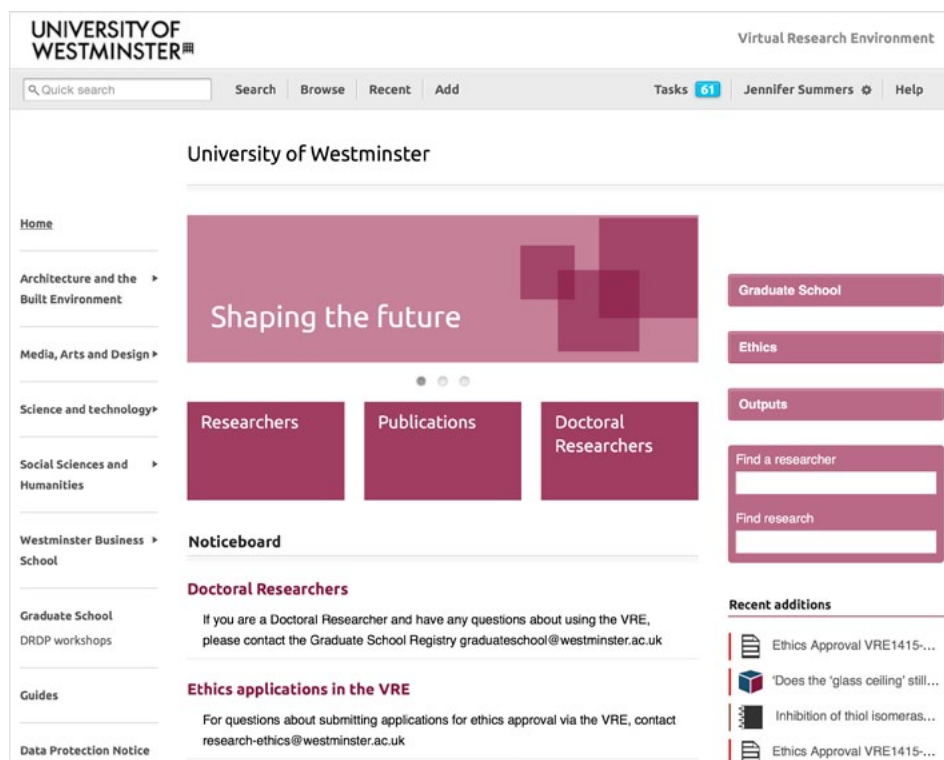 UNIVERSITY OF
WESTMINSTER
Virtual Research Environment
Quick search
Search
Browse
Recent
Add
Tasks 61
Jennifer Summers
Help
University of Westminster
Home
Architecture and the
Built Environment
Media, Arts and Design
Science and technology
Social Sciences and
Humanities
Westminster Business
School
Graduate School
DRDP workshops
Guides
Data Protection Notice
Shaping the future
Researchers
Publications
Doctoral
Researchers
Noticeboard
Doctoral Researchers
If you are a Doctoral Researcher and have any questions about using the VRE,
please contact the Graduate School Registry graduateschool@westminster.ac.uk
Ethics applications in the VRE
For questions about submitting applications for ethics approval via the VRE, contact
research-ethics@westminster.ac.uk
Graduate School
Ethics
Outputs
Find a researcher
Find research
Recent additions
Ethics Approval VRE1415-...
'Does the 'glass ceiling' still...
Inhibition of thiol isomeras...
Ethics Approval VRE1415-...